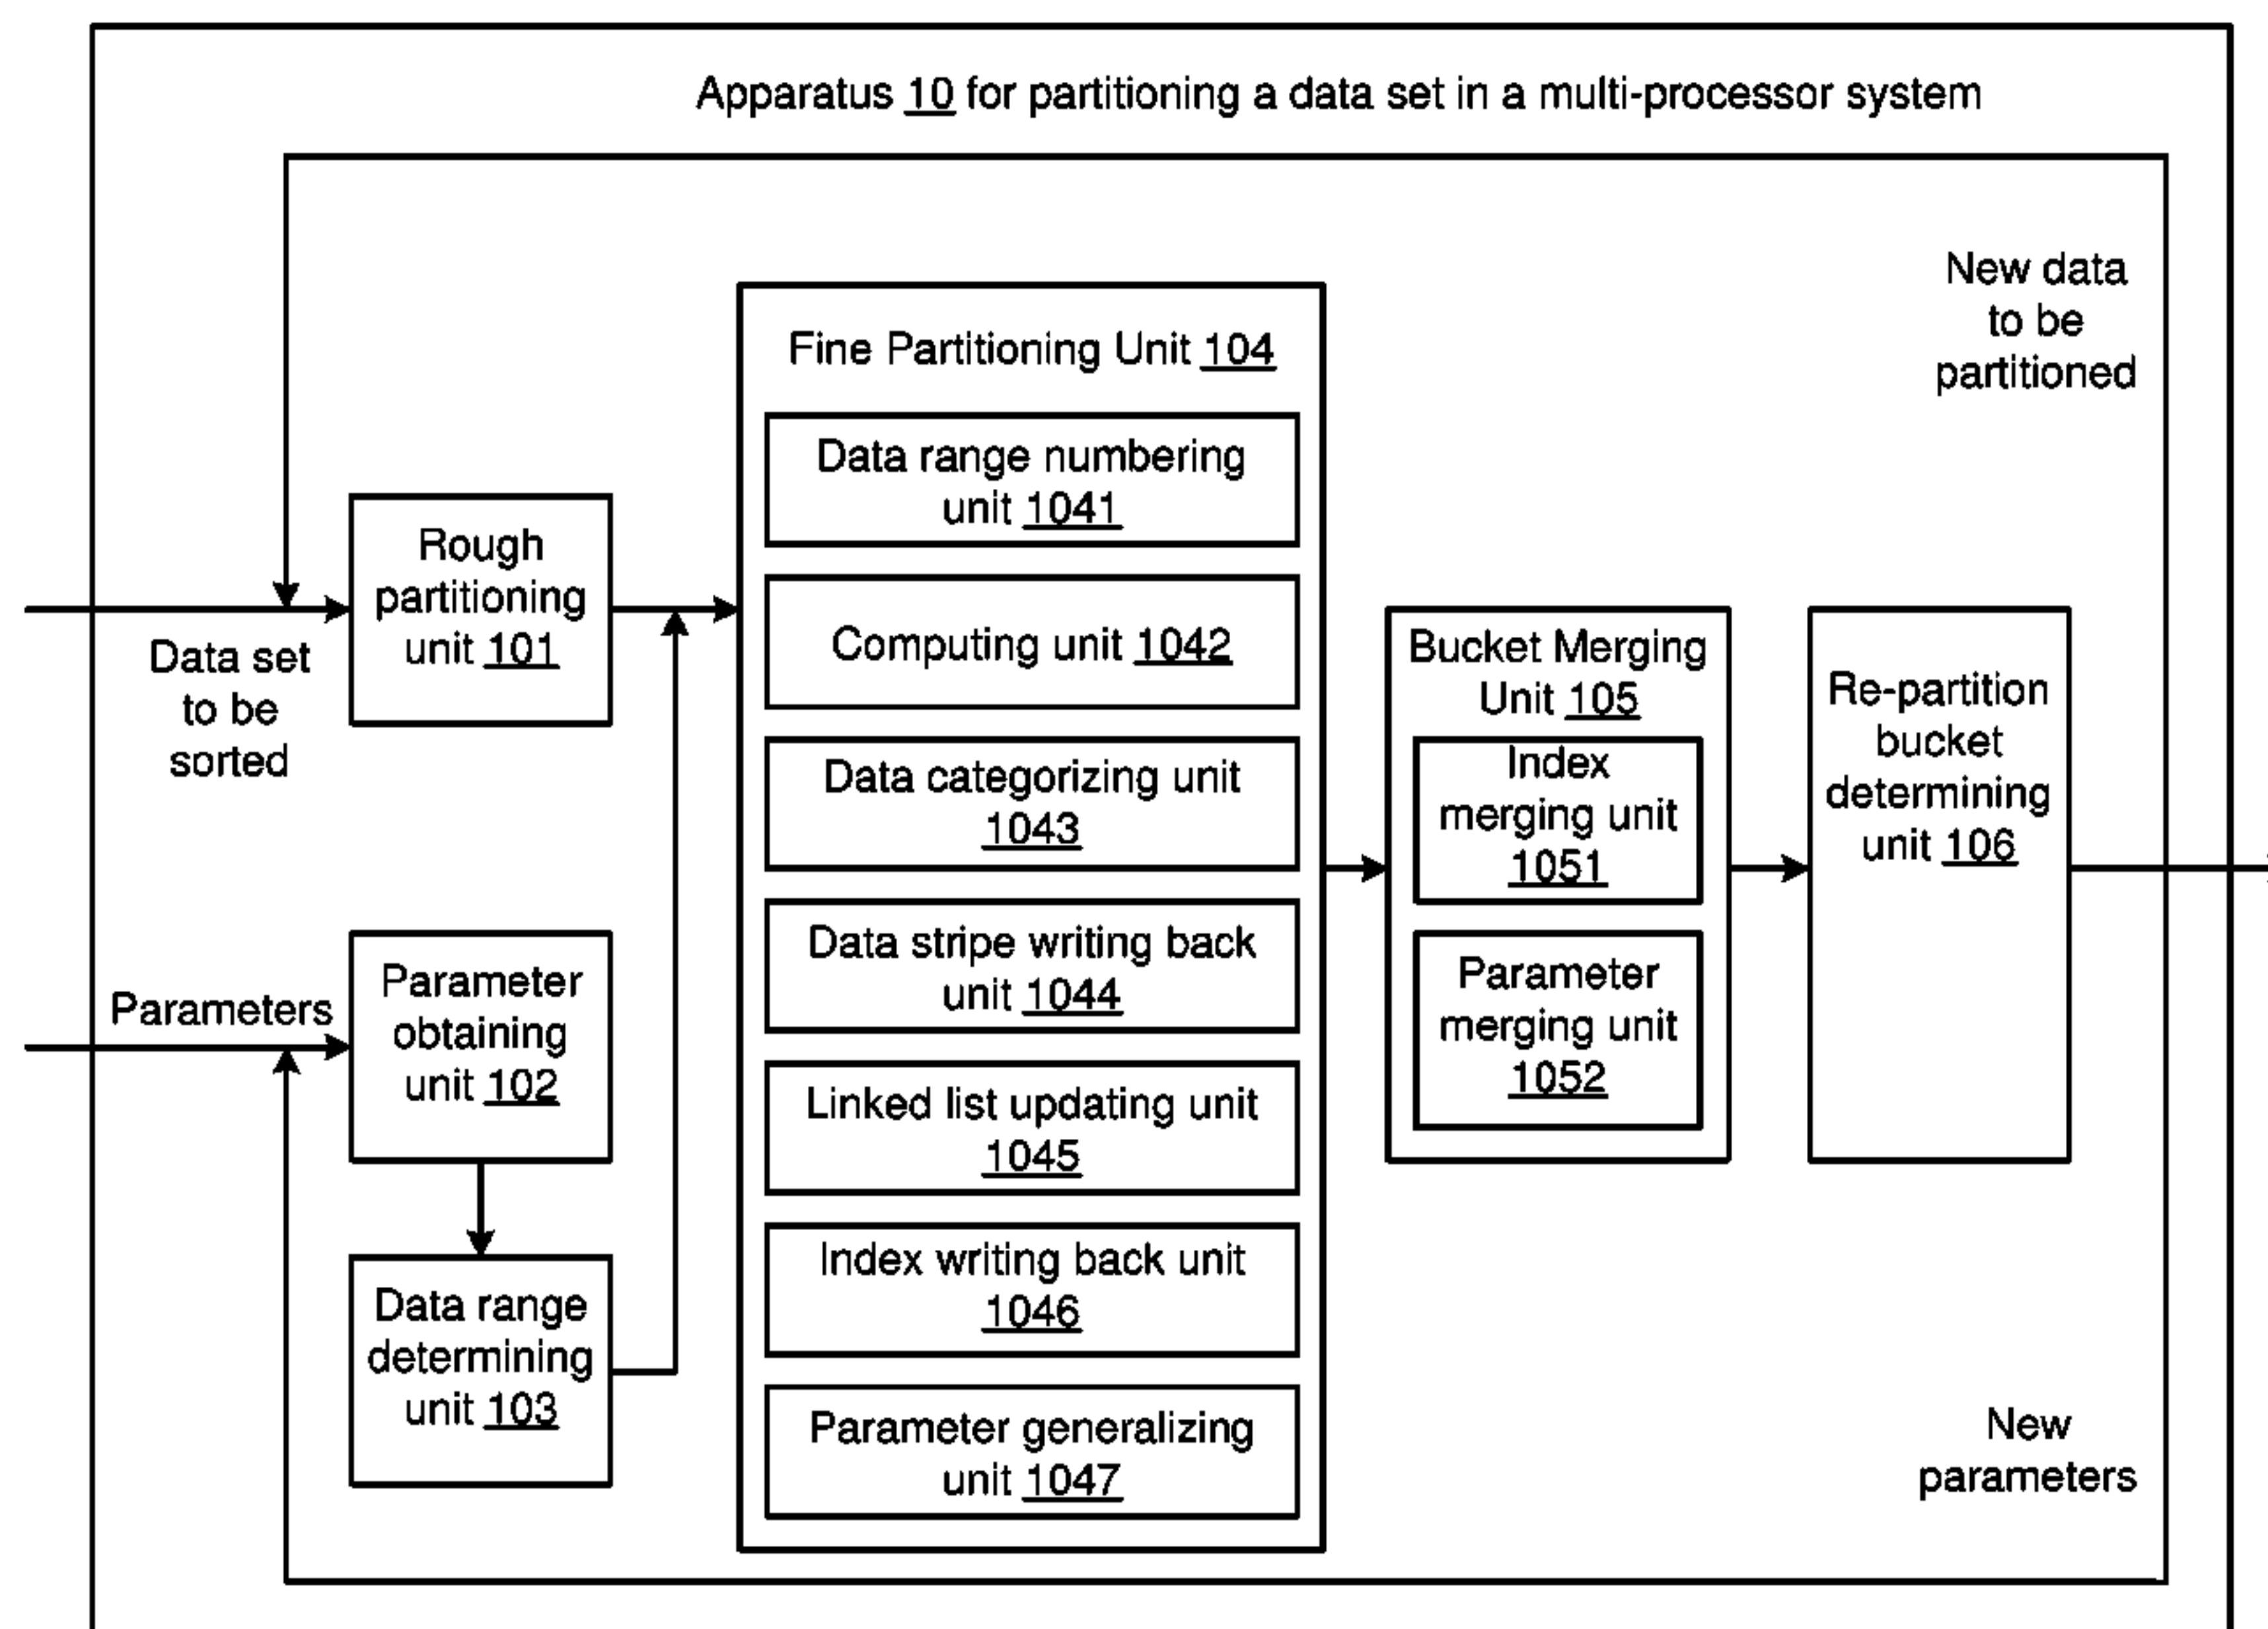 Apparatus 10 for partitioning a data set in a multi-processor system
New data
to be
partitioned
Fine Partitioning Unit 104
Data range numbering
unit 1041
Rough
partitioning
unit 101
Data set
to be
sorted
Computing unit 1042
Bucket Merging
Unit 105
Re-partition
bucket
determining
unit 106
Data categorizing unit
1043
Index
merging unit
1051
Data stripe writing back
unit 1044
Parameter
merging unit
1052
Parameters
Parameter
obtaining
unit 102
Linked list updating unit
1045
Index writing back unit
1046
Data range
determining
unit 103
Parameter generalizing
unit 1047
New
parameters